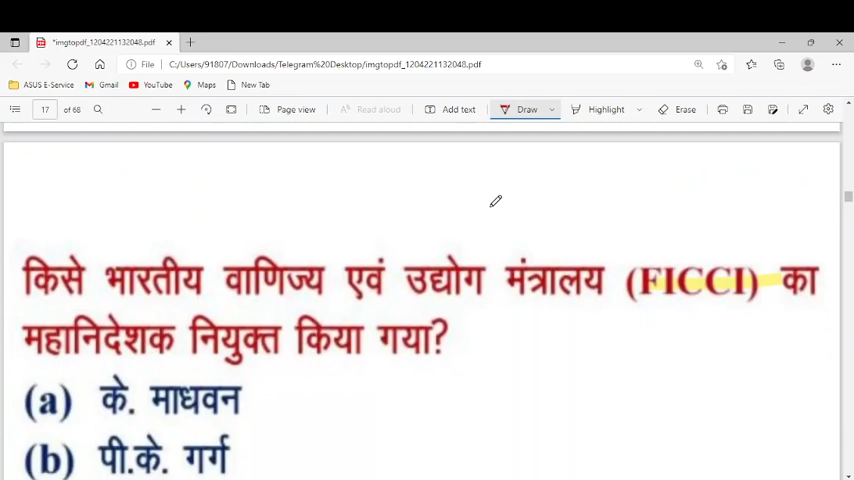 *imgtopdf_1204221132048.pdf
File C:/Users/91807/Downloads/Telegram%20Desktop/imgtopdf_1204221132048.pdf
ASUS E-Service Gmail YouTube Maps New Tab
17 of 68 Page view Read aloud Add text Draw Highlight Erase
किसे भारतीय वाणिज्य एवं उद्योग मंत्रालय (FICCI) का
महानिदेशक नियुक्त किया गया?
(a) के. माधवन
(b) पी.के. गर्ग